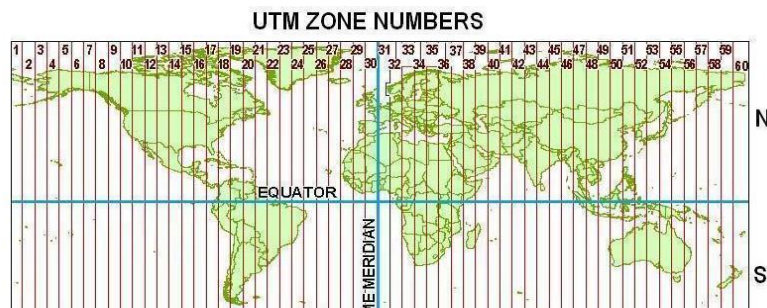 UTM ZONE NUMBERS
1 3 5 7 9 11 13 15 17 19 21 23 25 27 29 31 33 35 37 39 41 43 45 47 49 51 53 55 57 59
2 4 6 8 10 12 14 16 18 20 22 24 26 28 30 32 34 36 38 40 42 44 46 48 50 52 54 56 58 60
N
EQUATOR
ME MERIDIAN
S